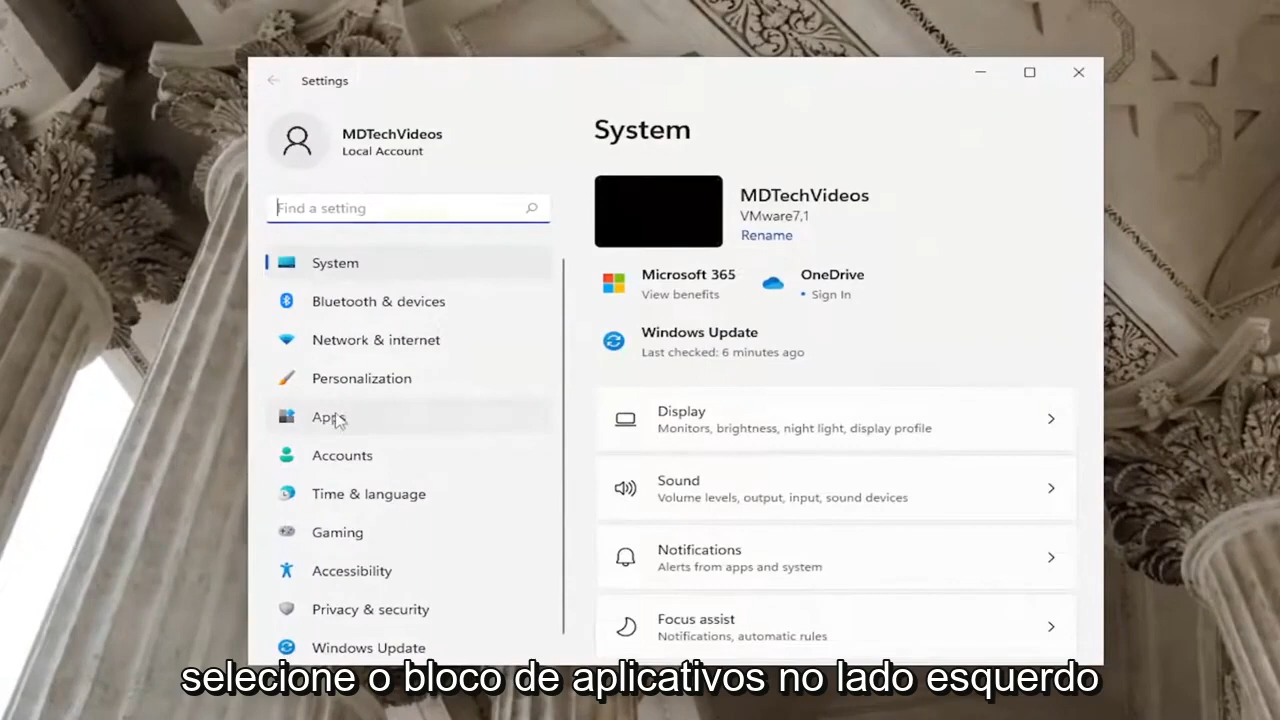 Settings
MDTechVideos
Local Account
Find a setting
System
Bluetooth & devices
Network & internet
Personalization
Apps
Accounts
Time & language
Gaming
Accessibility
Privacy & security
Windows Update
System
MDTechVideos
VMware7,1
Rename
Microsoft 365
View benefits
OneDrive
• Sign In
Windows Update
Last checked: 6 minutes ago
Display
Monitors, brightness, night light, display profile
Sound
Volume levels, output, input, sound devices
Notifications
Alerts from apps and system
Focus assist
Notifications, automatic rules
selecione o bloco de aplicativos no lado esquerdo